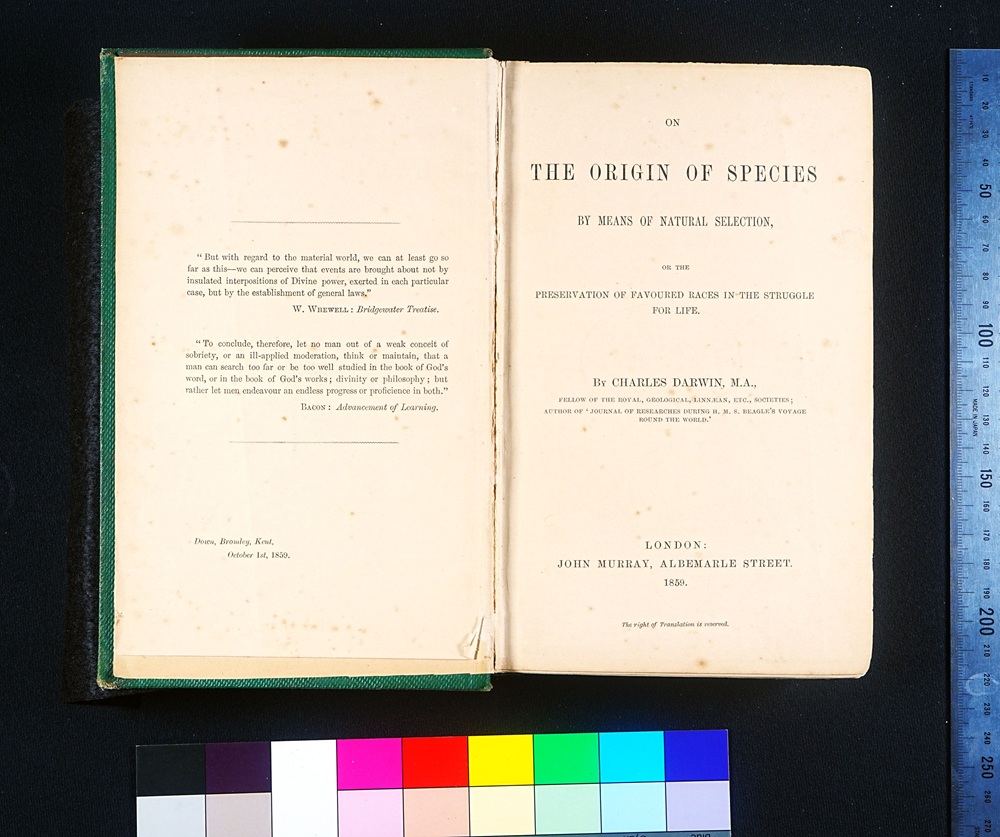 “ But with regard to the material world, we can at least go so
far as this—we can perceive that events are brought about not by
insulated interpositions of Divine power, exerted in each particular
case, but by the establishment of general laws.”
W. Whewell : Bridgewater Treatise.
“ To conclude, therefore, let no man out of a weak conceit of
sobriety, or an ill-applied moderation, think or maintain, that a
man can search too far or be too well studied in the book of God’s
word, or in the book of God’s works ; divinity or philosophy ; but
rather let men endeavour an endless progress or proficience in both.”
Bacon : Advancement of Learning.
Down, Bromley, Kent,
October 1st, 1859.
ON
THE ORIGIN OF SPECIES
BY MEANS OF NATURAL SELECTION,
OR THE
PRESERVATION OF FAVOURED RACES IN THE STRUGGLE
FOR LIFE.
By CHARLES DARWIN, M.A.,
FELLOW OF THE ROYAL, GEOLOGICAL, LINNÆAN, ETC., SOCIETIES ;
AUTHOR OF ‘JOURNAL OF RESEARCHES DURING H. M. S. BEAGLE’S VOYAGE
ROUND THE WORLD.’
LONDON:
JOHN MURRAY, ALBEMARLE STREET.
1859.
The right of Translation is reserved.
10
20
30
40
50
60
70
80
90
100
110
120
MADE IN JAPAN
130
140
150
160
170
180
190
200
210
220
230
240
250
260